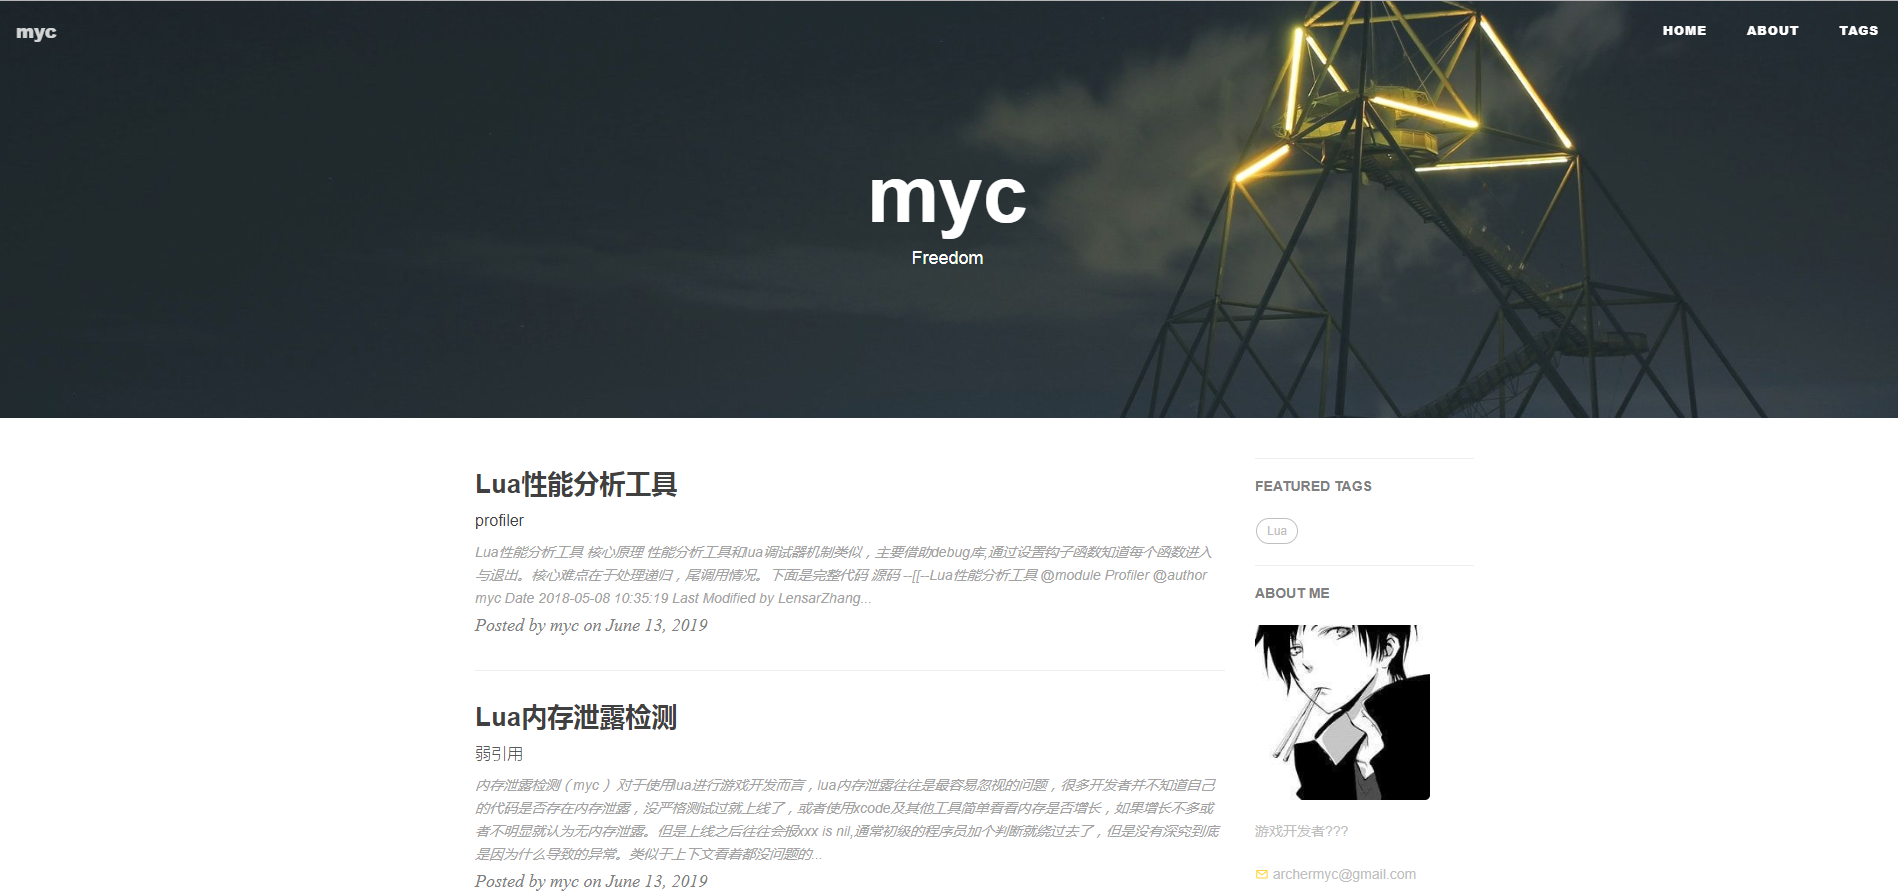 myc
HOME ABOUT TAGS
myc
Freedom
Lua性能分析工具
profiler
Lua性能分析工具 核心原理 性能分析工具和lua调试器机制类似，主要借助debug库,通过设置钩子函数知道每个函数进入
与退出。核心难点在于处理递归，尾调用情况。下面是完整代码 源码 --[[--Lua性能分析工具 @module Profiler @author
myc Date 2018-05-08 10:35:19 Last Modified by LensarZhang...
Posted by myc on June 13, 2019
Lua内存泄露检测
弱引用
内存泄露检测（myc） 对于使用lua进行游戏开发而言，lua内存泄露往往是最容易忽视的问题，很多开发者并不知道自己
的代码是否存在内存泄露，没严格测试过就上线了，或者使用xcode及其他工具简单看看内存是否增长，如果增长不多或
者不明显就认为无内存泄露。但是上线之后往往会报xxx is nil,通常初级的程序员加个判断就绕过去了，但是没有深究到底
是因为什么导致的异常。类似于上下文看着都没问题的...
Posted by myc on June 13, 2019
FEATURED TAGS
Lua
ABOUT ME
游戏开发者???
archermyc@gmail.com